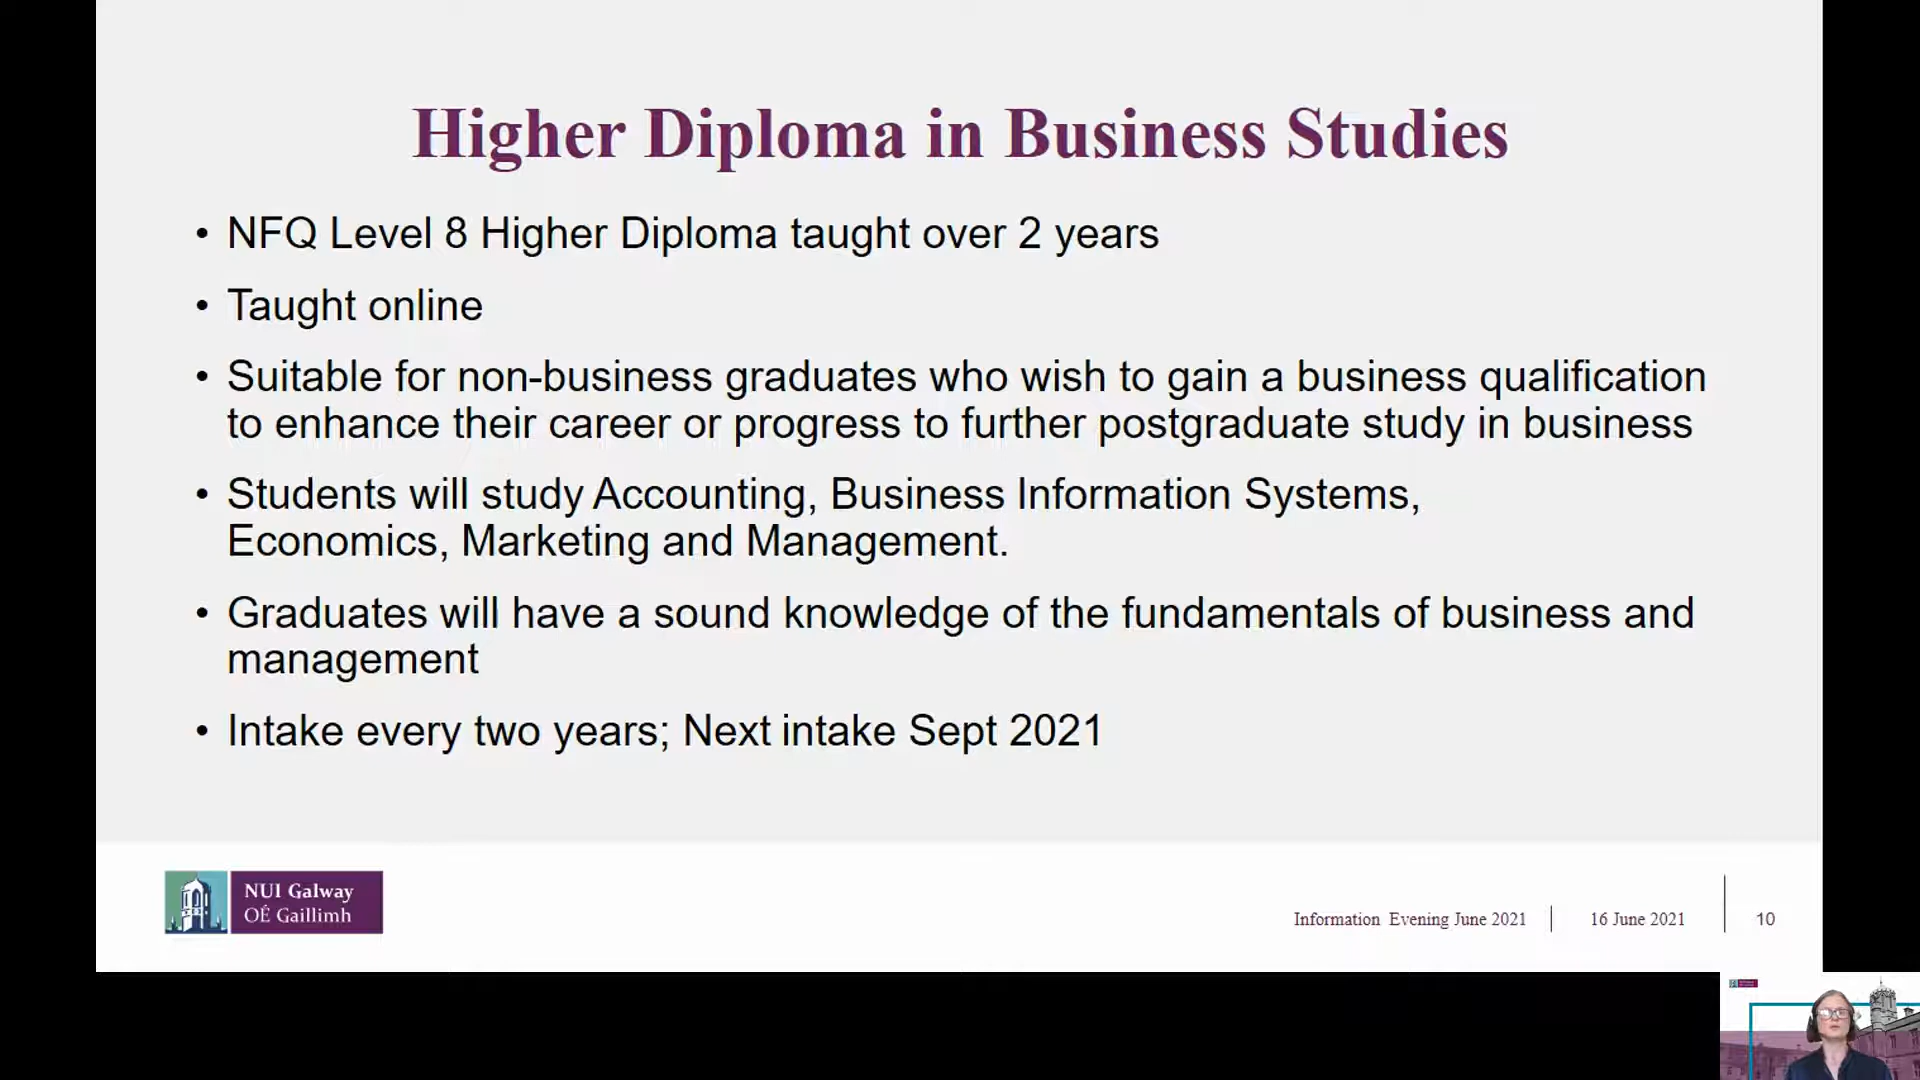 Higher Diploma in Business Studies
• NFQ Level 8 Higher Diploma taught over 2 years
• Taught online
• Suitable for non-business graduates who wish to gain a business qualification
to enhance their career or progress to further postgraduate study in business
• Students will study Accounting, Business Information Systems,
Economics, Marketing and Management.
• Graduates will have a sound knowledge of the fundamentals of business and
management
• Intake every two years; Next intake Sept 2021
NUI Galway
OÉ Gaillimh
Information Evening June 2021
16 June 2021
10